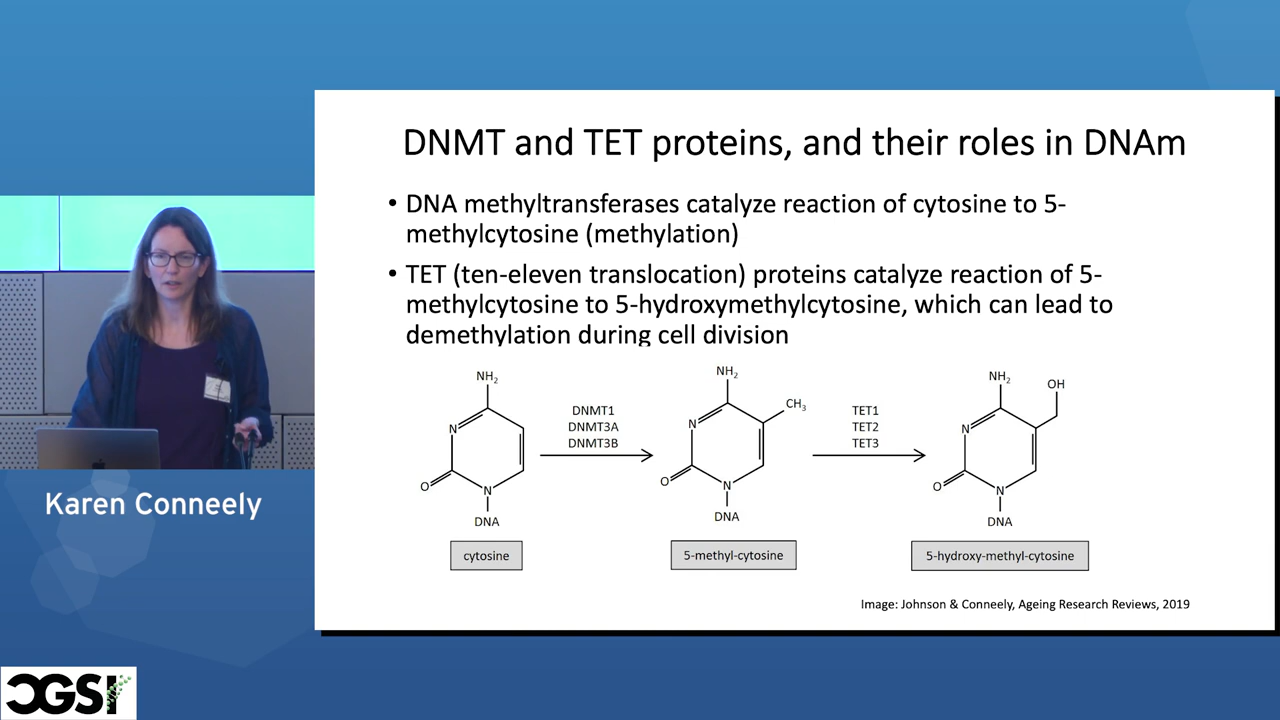 DNMT and TET proteins, and their roles in DNAm
• DNA methyltransferases catalyze reaction of cytosine to 5-
methylcytosine (methylation)
• TET (ten-eleven translocation) proteins catalyze reaction of 5-
methylcytosine to 5-hydroxymethylcytosine, which can lead to
demethylation during cell division
NH2
N
O
N
DNA
cytosine
DNMT1
DNMT3A
DNMT3B
NH2
CH3
N
O
N
DNA
5-methyl-cytosine
TET1
TET2
TET3
NH2
OH
N
O
N
DNA
5-hydroxy-methyl-cytosine
Image: Johnson & Conneely, Ageing Research Reviews, 2019
Karen Conneely
CGSI